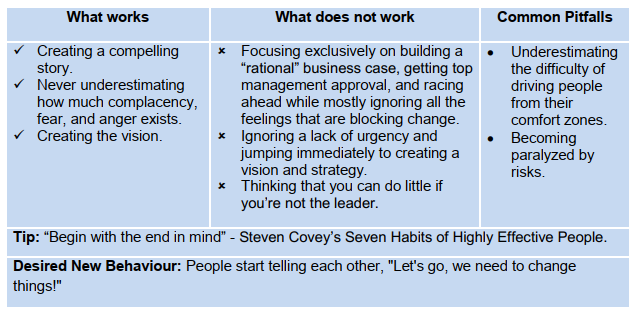 What works
What does not work
Common Pitfalls
✓ Creating a compelling
story.
✓ Never underestimating
how much complacency,
fear, and anger exists.
✓ Creating the vision.
× Focusing exclusively on building a
“rational” business case, getting top
management approval, and racing
ahead while mostly ignoring all the
feelings that are blocking change.
× Ignoring a lack of urgency and
jumping immediately to creating a
vision and strategy.
× Thinking that you can do little if
you’re not the leader.
• Underestimating
the difficulty of
driving people
from their
comfort zones.
• Becoming
paralyzed by
risks.
Tip: “Begin with the end in mind” - Steven Covey’s Seven Habits of Highly Effective People.
Desired New Behaviour: People start telling each other, "Let's go, we need to change
things!"